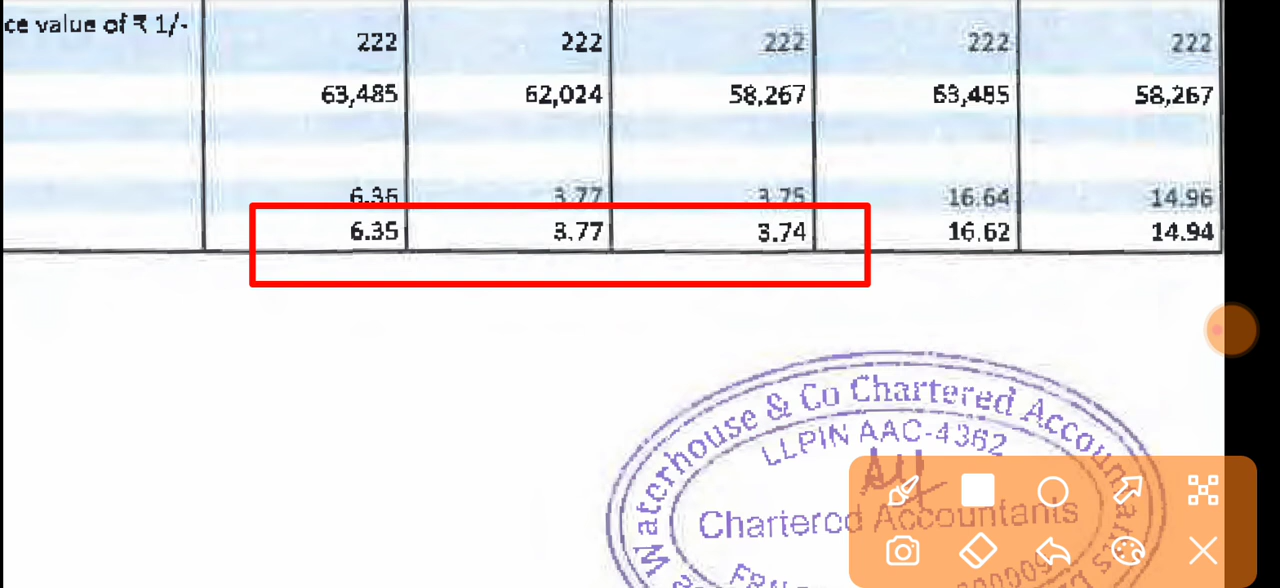 ce value of ₹ 1/-
222 222 222 222 222
63,485 62,024 58,267 63,485 58,267
6.36 3.77 3.75 16.64 14.96
6.35 3.77 3.74 16.62 14.94
Waterhouse & Co Chartered Accountants
LLPIN AAC-4362
Chartered Accountants